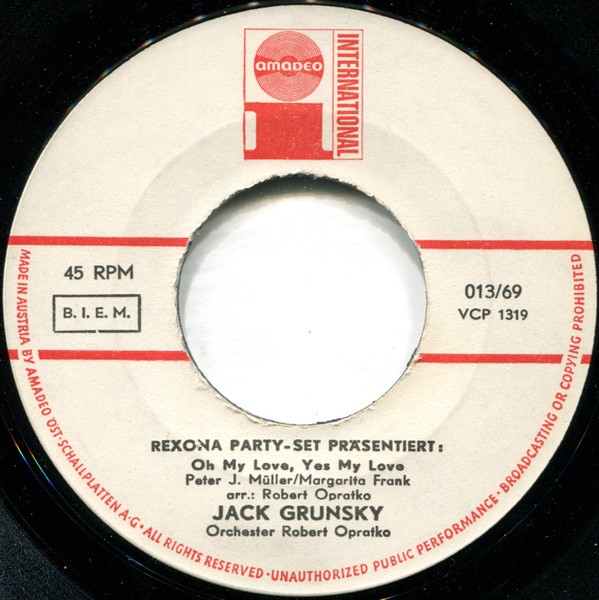 amadeo
INTERNATIONAL
45 RPM
B. I. E. M.
013/69
VCP 1319
REXONA PARTY-SET PRÄSENTIERT:
Oh My Love, Yes My Love
Peter J. Müller/Margarita Frank
arr.: Robert Opratko
JACK GRUNSKY
Orchester Robert Opratko
MADE IN AUSTRIA BY AMADEO ÖST. SCHALLPLATTEN A-G • ALL RIGHTS RESERVED • UNAUTHORIZED PUBLIC PERFORMANCE • BROADCASTING OR COPYING PROHIBITED